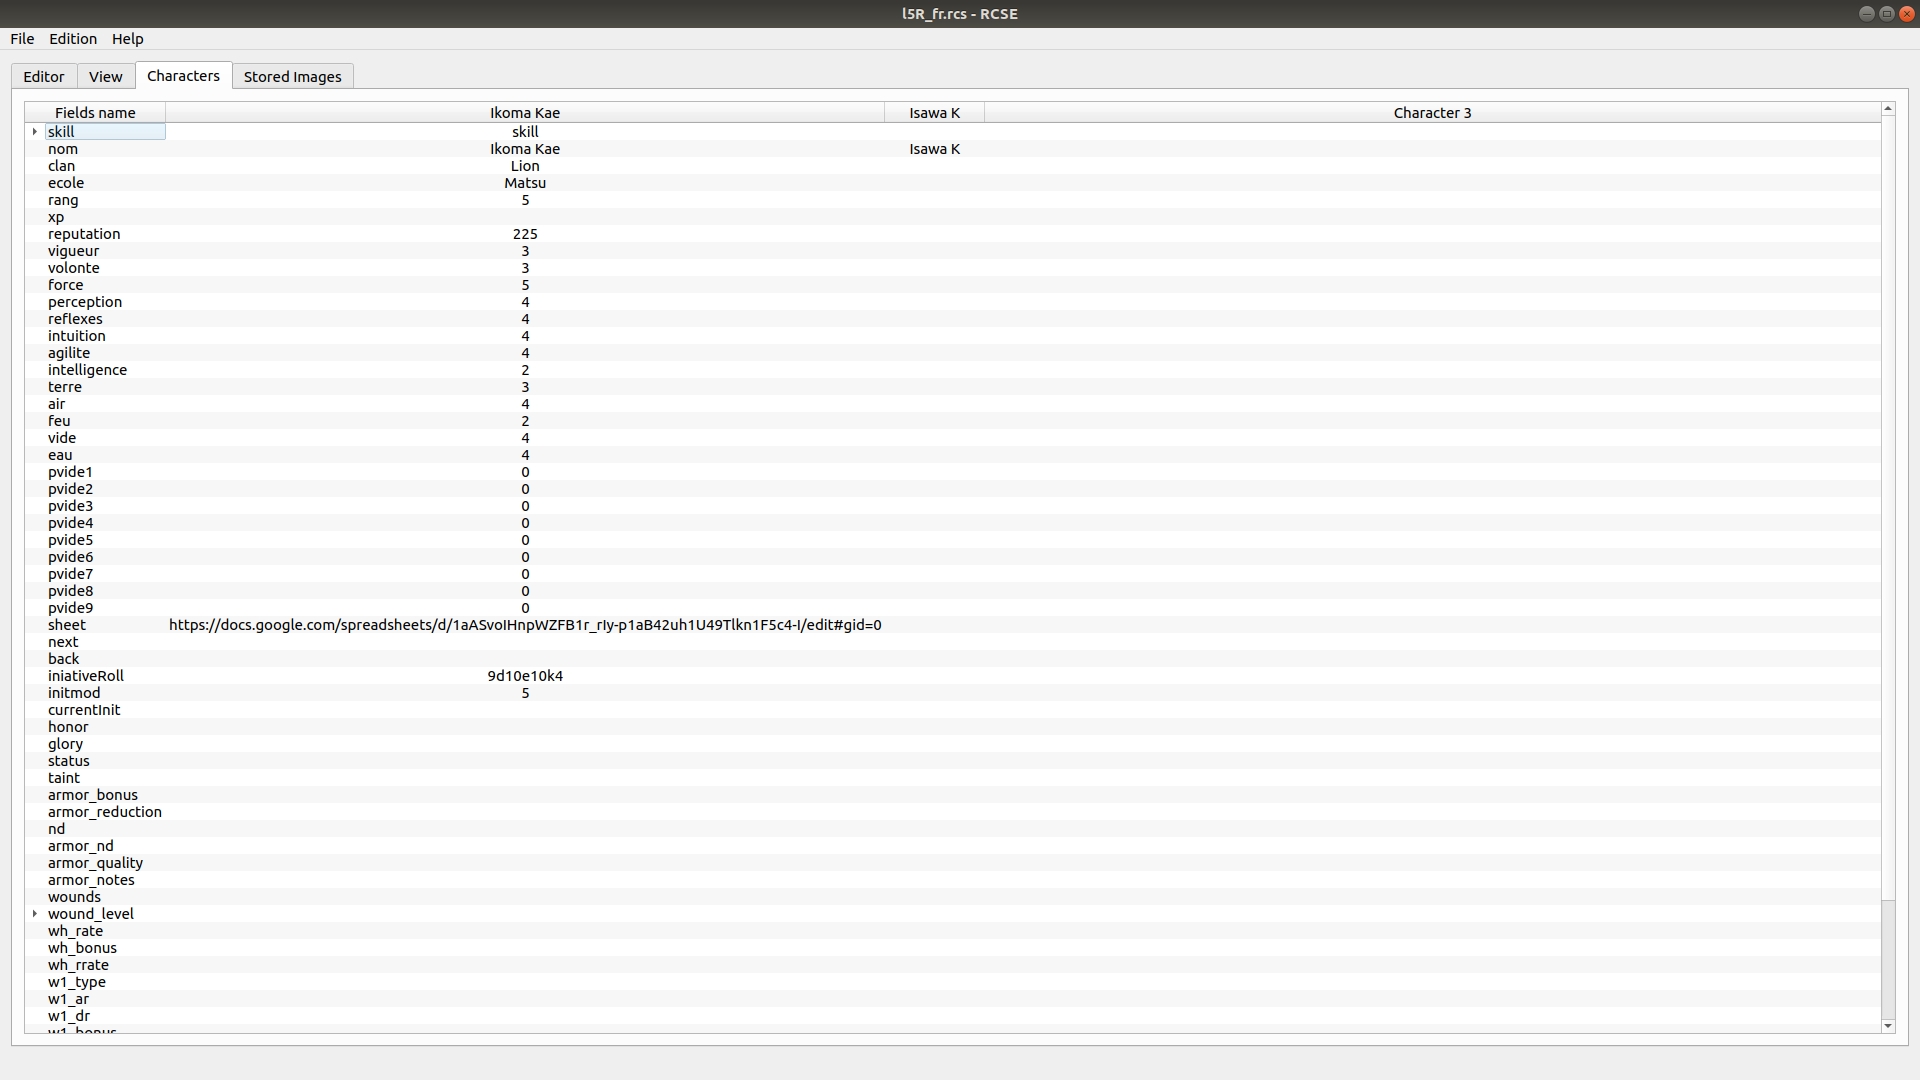 l5R_fr.rcs - RCSE
File Edition Help
Editor View Characters Stored Images
Fields name Ikoma Kae Isawa K Character 3
skill skill
nom Ikoma Kae Isawa K
clan Lion
ecole Matsu
rang 5
xp
reputation 225
vigueur 3
volonte 3
force 5
perception 4
reflexes 4
intuition 4
agilite 4
intelligence 2
terre 3
air 4
feu 2
vide 4
eau 4
pvide1 0
pvide2 0
pvide3 0
pvide4 0
pvide5 0
pvide6 0
pvide7 0
pvide8 0
pvide9 0
sheet https://docs.google.com/spreadsheets/d/1aASvoIHnpWZFB1r_rIy-p1aB42uh1U49Tlkn1F5c4-I/edit#gid=0
next
back
iniativeRoll 9d10e10k4
initmod 5
currentInit
honor
glory
status
taint
armor_bonus
armor_reduction
nd
armor_nd
armor_quality
armor_notes
wounds
wound_level
wh_rate
wh_bonus
wh_rrate
w1_type
w1_ar
w1_dr
w1_bonus